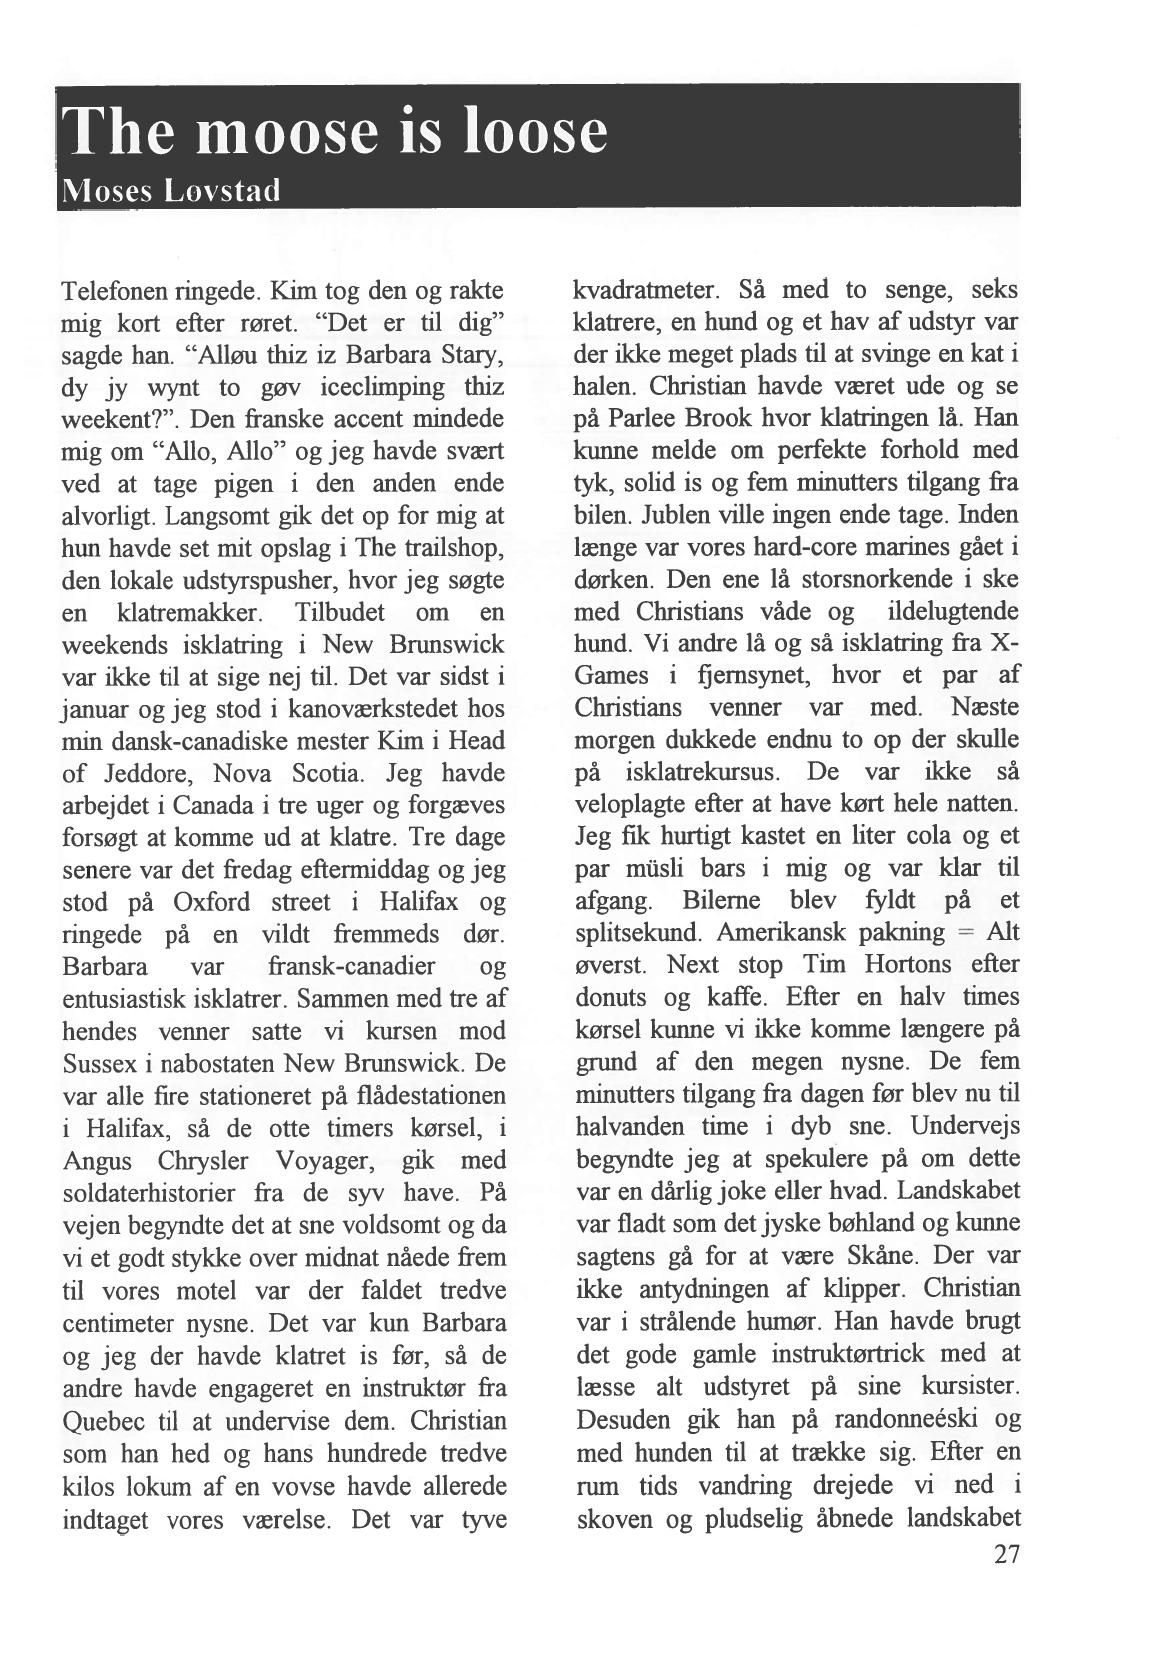 The moose is loose
Moses Løvstad
Telefonen ringede. Kim tog den og rakte
mig kort efter røret. “Det er til dig”
sagde han. “Alløu thiz iz Barbara Stary,
dy jy wynt to gøv iceclimping thiz
weekent?”. Den franske accent mindede
mig om “Allo, Allo” og jeg havde svært
ved at tage pigen i den anden ende
alvorligt. Langsomt gik det op for mig at
hun havde set mit opslag i The trailshop,
den lokale udstyrspusher, hvor jeg søgte
en klatremakker. Tilbudet om en
weekends isklatring i New Brunswick
var ikke til at sige nej til. Det var sidst i
januar og jeg stod i kanoværkstedet hos
min dansk-canadiske mester Kim i Head
of Jeddore, Nova Scotia. Jeg havde
arbejdet i Canada i tre uger og forgæves
forsøgt at komme ud at klatre. Tre dage
senere var det fredag eftermiddag og jeg
stod på Oxford street i Halifax og
ringede på en vildt fremmeds dør.
Barbara var fransk-canadier og
entusiastisk isklatrer. Sammen med tre af
hendes venner satte vi kursen mod
Sussex i nabostaten New Brunswick. De
var alle fire stationeret på flådestationen
i Halifax, så de otte timers kørsel, i
Angus Chrysler Voyager, gik med
soldaterhistorier fra de syv have. På
vejen begyndte det at sne voldsomt og da
vi et godt stykke over midnat nåede frem
til vores motel var der faldet tredve
centimeter nysne. Det var kun Barbara
og jeg der havde klatret is før, så de
andre havde engageret en instruktør fra
Quebec til at undervise dem. Christian
som han hed og hans hundrede tredve
kilos lokum af en vovse havde allerede
indtaget vores værelse. Det var tyve
kvadratmeter. Så med to senge, seks
klatrere, en hund og et hav af udstyr var
der ikke meget plads til at svinge en kat i
halen. Christian havde været ude og se
på Parlee Brook hvor klatringen lå. Han
kunne melde om perfekte forhold med
tyk, solid is og fem minutters tilgang fra
bilen. Jublen ville ingen ende tage. Inden
længe var vores hard-core marines gået i
dørken. Den ene lå storsnorkende i ske
med Christians våde og ildelugtende
hund. Vi andre lå og så isklatring fra X-
Games i fjernsynet, hvor et par af
Christians venner var med. Næste
morgen dukkede endnu to op der skulle
på isklatrekursus. De var ikke så
veloplagte efter at have kørt hele natten.
Jeg fik hurtigt kastet en liter cola og et
par müsli bars i mig og var klar til
afgang. Bilerne blev fyldt på et
splitsekund. Amerikansk pakning = Alt
øverst. Next stop Tim Hortons efter
donuts og kaffe. Efter en halv times
kørsel kunne vi ikke komme længere på
grund af den megen nysne. De fem
minutters tilgang fra dagen før blev nu til
halvanden time i dyb sne. Undervejs
begyndte jeg at spekulere på om dette
var en dårlig joke eller hvad. Landskabet
var fladt som det jyske bøhland og kunne
sagtens gå for at være Skåne. Der var
ikke antydningen af klipper. Christian
var i strålende humør. Han havde brugt
det gode gamle instruktørtrick med at
læsse alt udstyret på sine kursister.
Desuden gik han på randonneéski og
med hunden til at trække sig. Efter en
rum tids vandring drejede vi ned i
skoven og pludselig åbnede landskabet
27